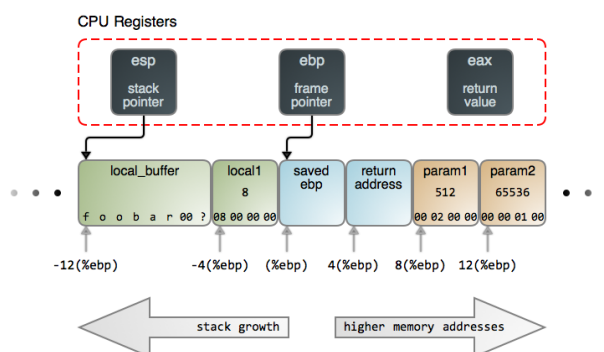 CPU Registers
esp
stack
pointer
ebp
frame
pointer
eax
return
value
local_buffer
f o o b a r 00 ?
local1
8
08 00 00 00
saved
ebp
return
address
param1
512
00 02 00 00
param2
65536
00 00 01 00
-12(%ebp)
-4(%ebp)
(%ebp)
4(%ebp)
8(%ebp)
12(%ebp)
stack growth
higher memory addresses